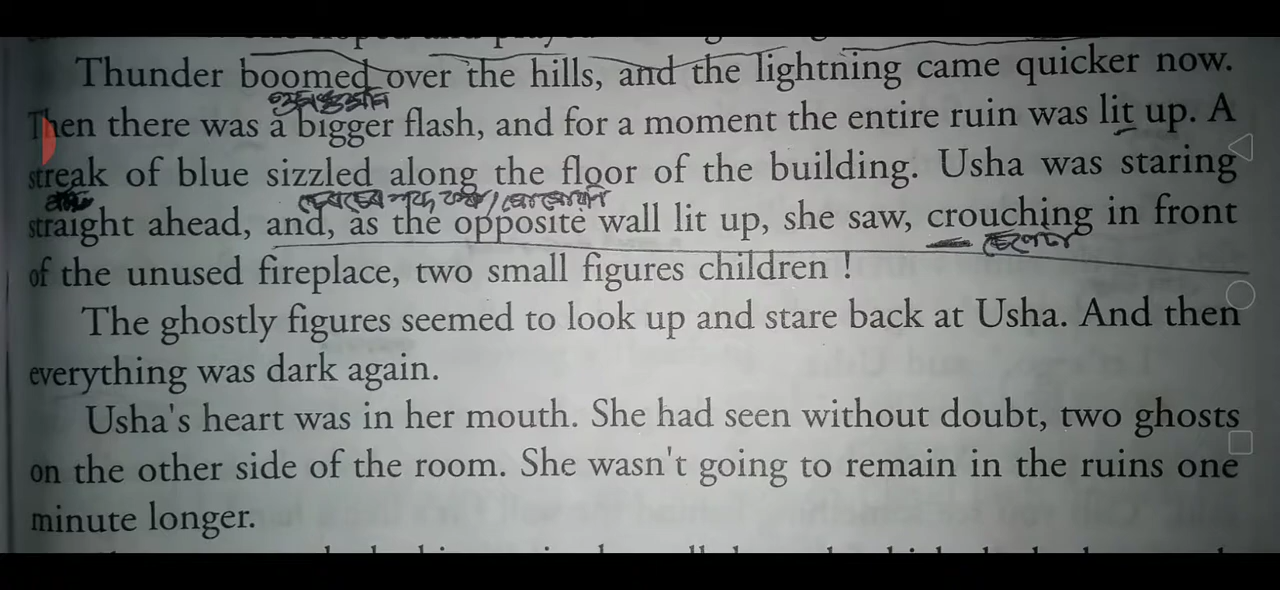 Thunder boomed over the hills, and the lightning came quicker now.
Then there was a bigger flash, and for a moment the entire ruin was lit up. A
streak of blue sizzled along the floor of the building. Usha was staring
straight ahead, and, as the opposite wall lit up, she saw, crouching in front
of the unused fireplace, two small figures children !
The ghostly figures seemed to look up and stare back at Usha. And then
everything was dark again.
Usha's heart was in her mouth. She had seen without doubt, two ghosts
on the other side of the room. She wasn't going to remain in the ruins one
minute longer.